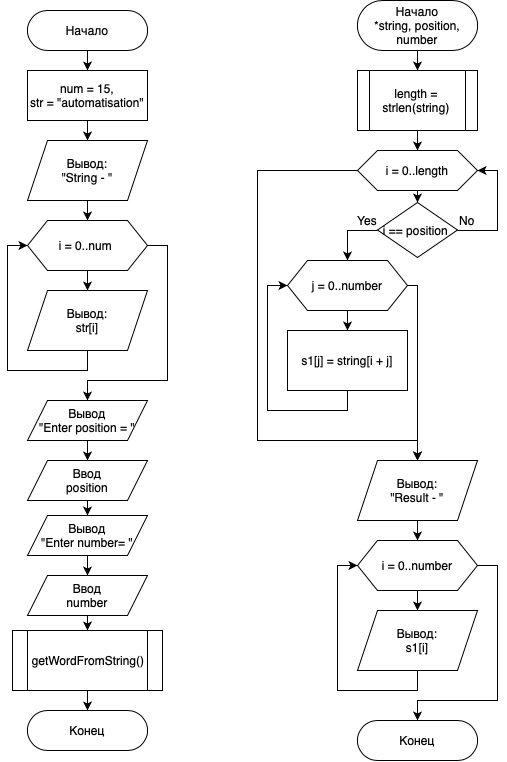 Начало
num = 15,
str = "automatisation"
Вывод:
"String - "
i = 0..num
Вывод:
str[i]
Вывод
"Enter position = "
Ввод
position
Вывод
"Enter number= "
Ввод
number
getWordFromString()
Конец
Начало
*string, position,
number
length =
strlen(string)
i = 0..length
Yes
i == position
No
j = 0..number
s1[j] = string[i + j]
Вывод:
"Result - "
i = 0..number
Вывод:
s1[i]
Конец